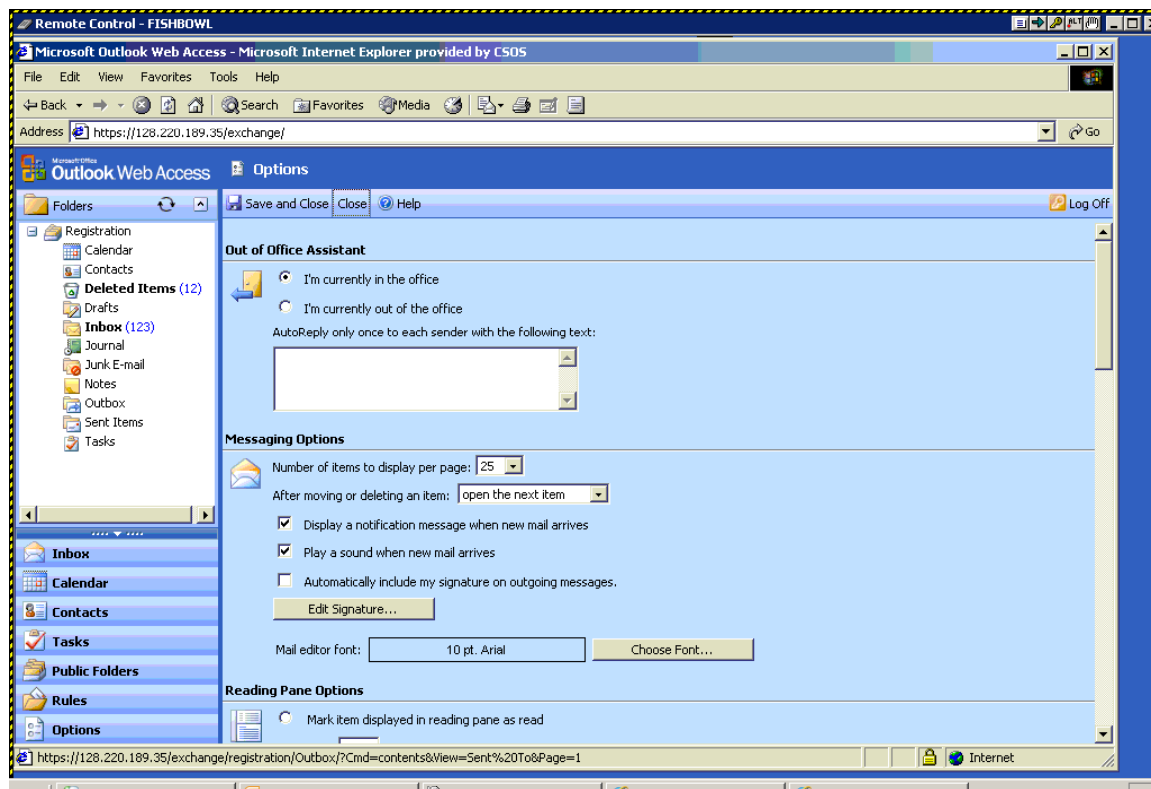 Remote Control - FISHBOWL
Microsoft Outlook Web Access - Microsoft Internet Explorer provided by CSOS
File Edit View Favorites Tools Help
Back Search Favorites Media
Address https://128.220.189.35/exchange/ Go
Microsoft Office
Outlook Web Access Options
Folders Save and Close Close Help Log Off
Registration
Calendar
Contacts
Deleted Items (12)
Drafts
Inbox (123)
Journal
Junk E-mail
Notes
Outbox
Sent Items
Tasks
Inbox
Calendar
Contacts
Tasks
Public Folders
Rules
Options
Out of Office Assistant
I'm currently in the office
I'm currently out of the office
AutoReply only once to each sender with the following text:
Messaging Options
Number of items to display per page: 25
After moving or deleting an item: open the next item
Display a notification message when new mail arrives
Play a sound when new mail arrives
Automatically include my signature on outgoing messages.
Edit Signature...
Mail editor font: 10 pt. Arial Choose Font...
Reading Pane Options
Mark item displayed in reading pane as read
https://128.220.189.35/exchange/registration/Outbox/?Cmd=contents&View=Sent%20To&Page=1 Internet